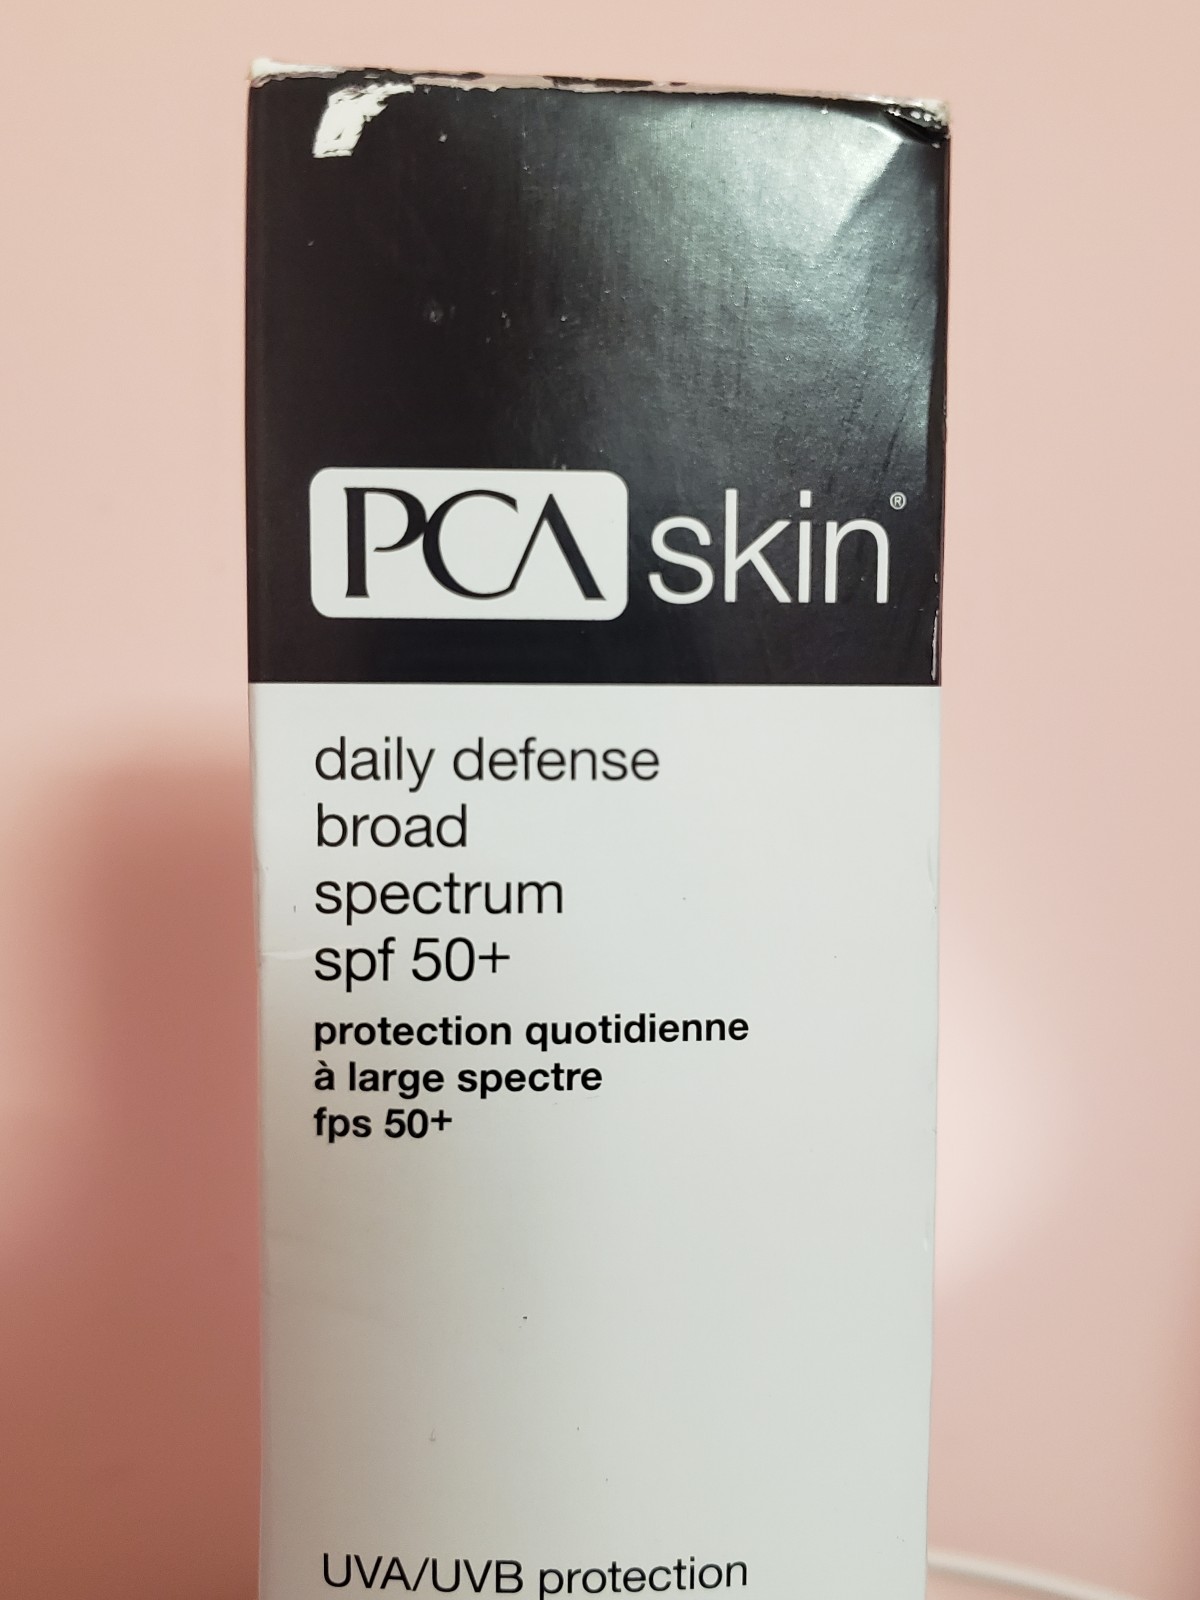 PCA skin®
daily defense
broad
spectrum
spf 50+
protection quotidienne
à large spectre
fps 50+
UVA/UVB protection